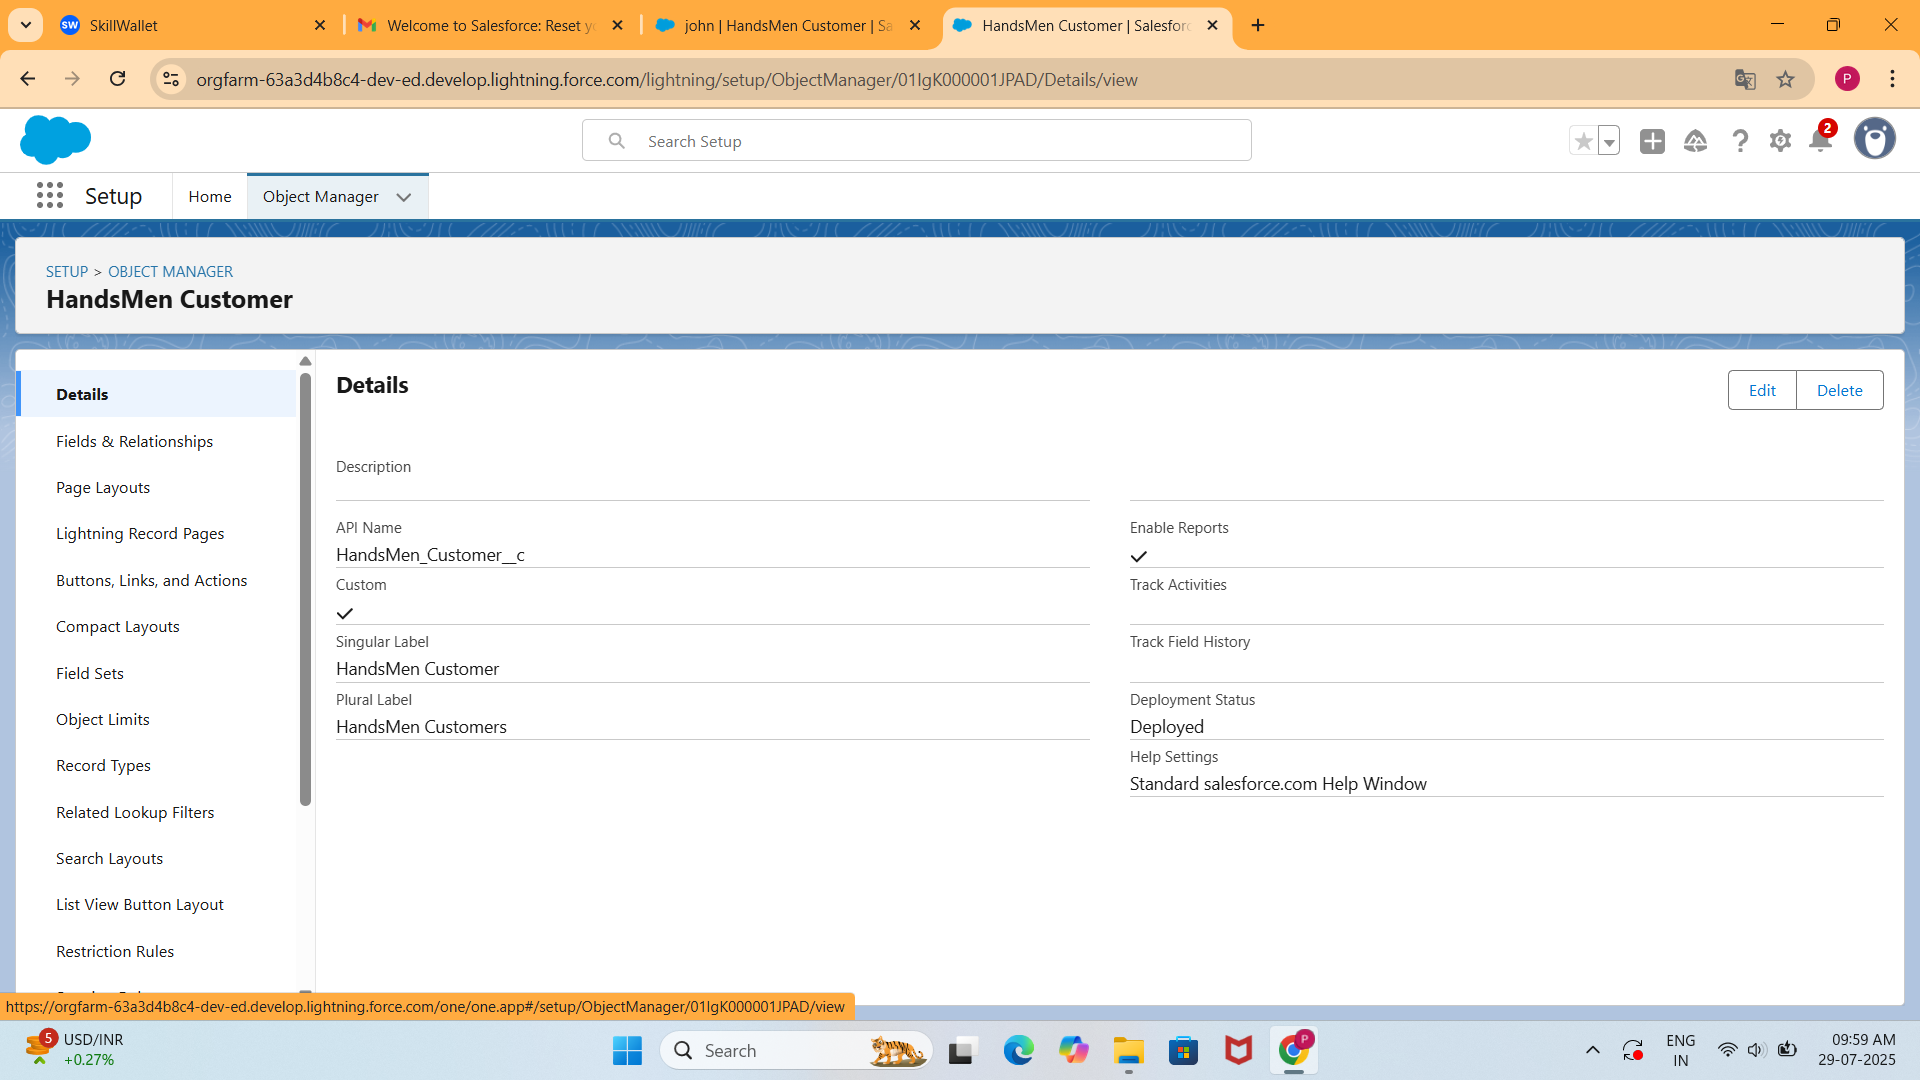 SW SkillWallet
Welcome to Salesforce: Reset yo
john | HandsMen Customer | Sa
HandsMen Customer | Salesforc
orgfarm-63a3d4b8c4-dev-ed.develop.lightning.force.com/lightning/setup/ObjectManager/01IgK000001JPAD/Details/view
P
Search Setup
2
Setup
Home
Object Manager
SETUP > OBJECT MANAGER
HandsMen Customer
Details
Fields & Relationships
Page Layouts
Lightning Record Pages
Buttons, Links, and Actions
Compact Layouts
Field Sets
Object Limits
Record Types
Related Lookup Filters
Search Layouts
List View Button Layout
Restriction Rules
Details
Edit
Delete
Description
API Name
HandsMen_Customer__c
Custom
Singular Label
HandsMen Customer
Plural Label
HandsMen Customers
Enable Reports
Track Activities
Track Field History
Deployment Status
Deployed
Help Settings
Standard salesforce.com Help Window
https://orgfarm-63a3d4b8c4-dev-ed.develop.lightning.force.com/one/one.app#/setup/ObjectManager/01IgK000001JPAD/view
5
USD/INR
+0.27%
Search
P
ENG
IN
09:59 AM
29-07-2025